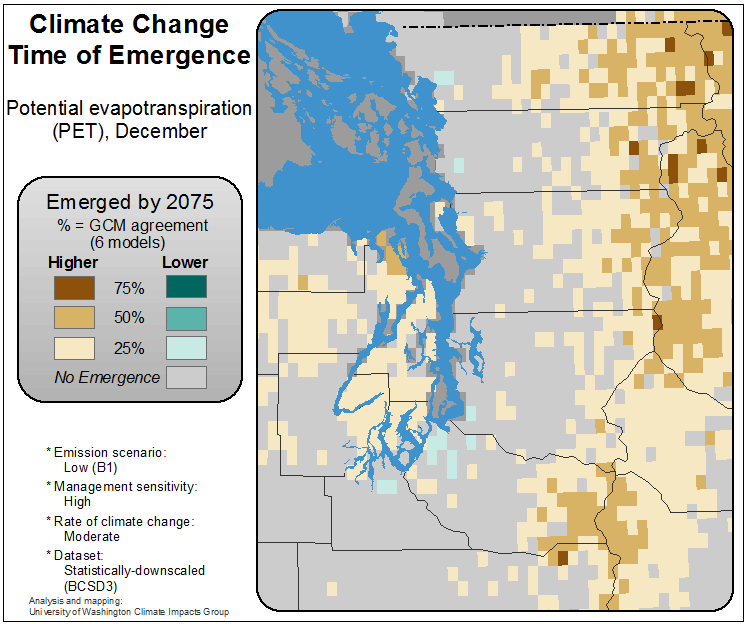 Climate Change
Time of Emergence
Potential evapotranspiration
(PET), December
Emerged by 2075
% = GCM agreement
(6 models)
Higher Lower
75%
50%
25%
No Emergence
* Emission scenario:
Low (B1)
* Management sensitivity:
High
* Rate of climate change:
Moderate
* Dataset:
Statistically-downscaled
(BCSD3)
Analysis and mapping:
University of Washington Climate Impacts Group